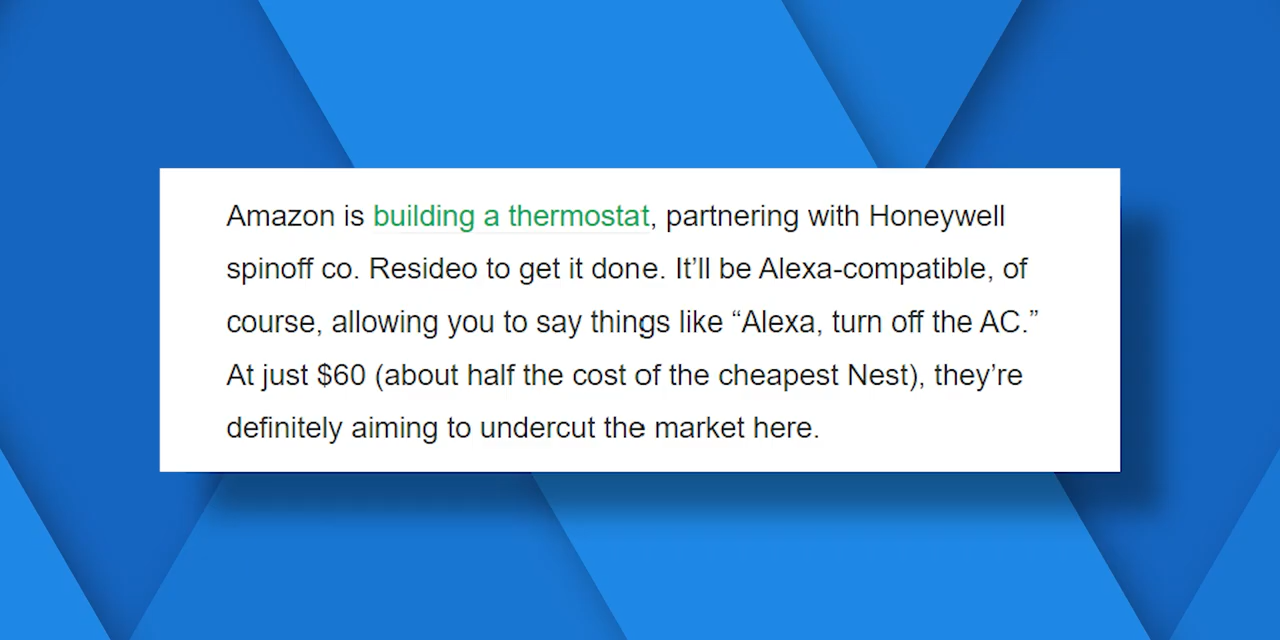 Amazon is building a thermostat, partnering with Honeywell
spinoff co. Resideo to get it done. It’ll be Alexa-compatible, of
course, allowing you to say things like “Alexa, turn off the AC.”
At just $60 (about half the cost of the cheapest Nest), they’re
definitely aiming to undercut the market here.